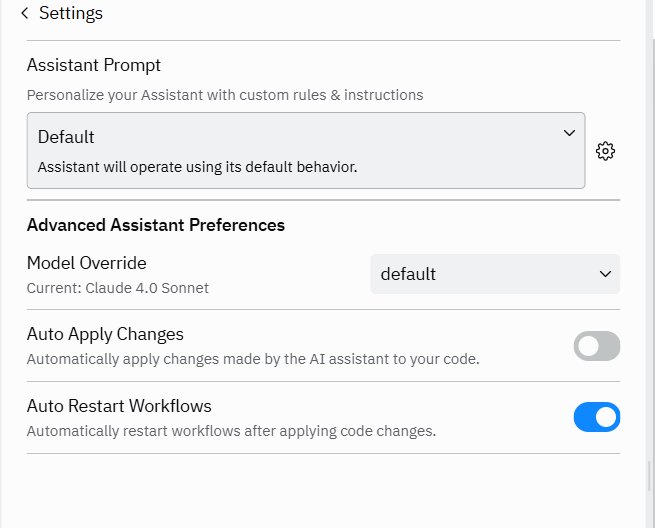 Settings
Assistant Prompt
Personalize your Assistant with custom rules & instructions
Default
Assistant will operate using its default behavior.
Advanced Assistant Preferences
Model Override
Current: Claude 4.0 Sonnet
default
Auto Apply Changes
Automatically apply changes made by the AI assistant to your code.
Auto Restart Workflows
Automatically restart workflows after applying code changes.